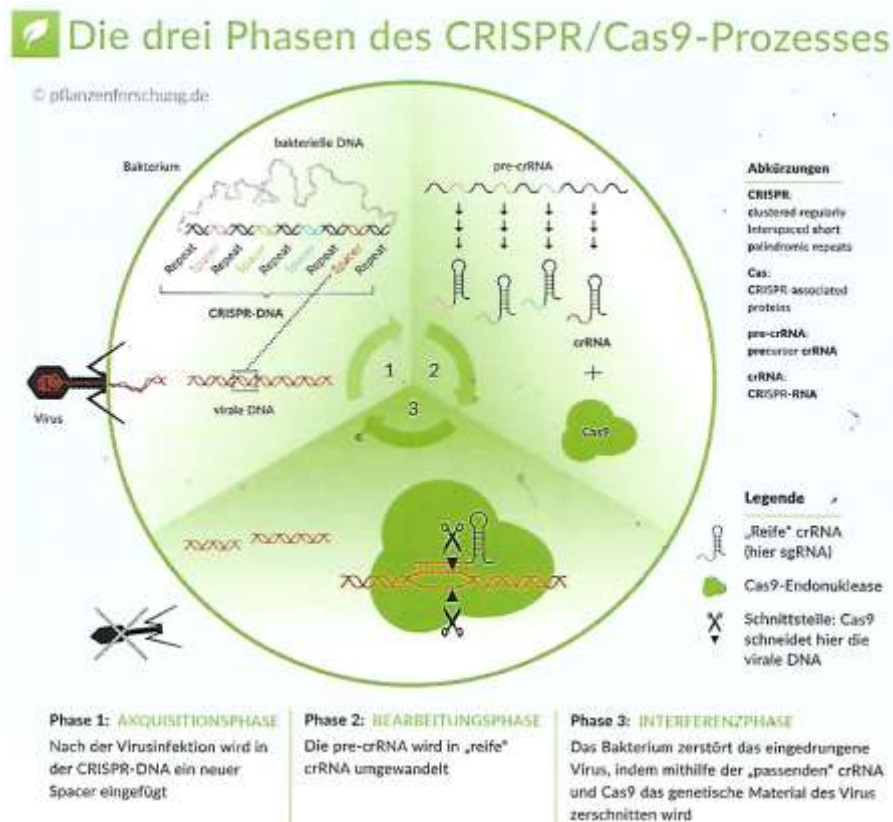 Die drei Phasen des CRISPR/Cas9-Prozesses
© pflanzenforschung.de
Bakterium
bakterielle DNA
Repeat
Spacer
Repeat
Spacer
Repeat
Spacer
Repeat
Spacer
Repeat
CRISPR-DNA
Virus
virale DNA
pre-crRNA
crRNA
+
Cas9
1
2
3
Abkürzungen
CRISPR:
clustered regularly
Interspaced short
palindromic repeats
Cas:
CRISPR-associated
proteins
pre-crRNA:
precursor crRNA
crRNA:
CRISPR-RNA
Legende
„Reife“ crRNA
(hier sgRNA)
Cas9-Endonuklease
Schnittstelle: Cas9
schneidet hier die
virale DNA
Phase 1: AKQUISITIONSPHASE
Nach der Virusinfektion wird in
der CRISPR-DNA ein neuer
Spacer eingefügt
Phase 2: BEARBEITUNGSPHASE
Die pre-crRNA wird in „reife“
crRNA umgewandelt
Phase 3: INTERFERENZPHASE
Das Bakterium zerstört das eingedrungene
Virus, indem mithilfe der „passenden“ crRNA
und Cas9 das genetische Material des Virus
zerschnitten wird